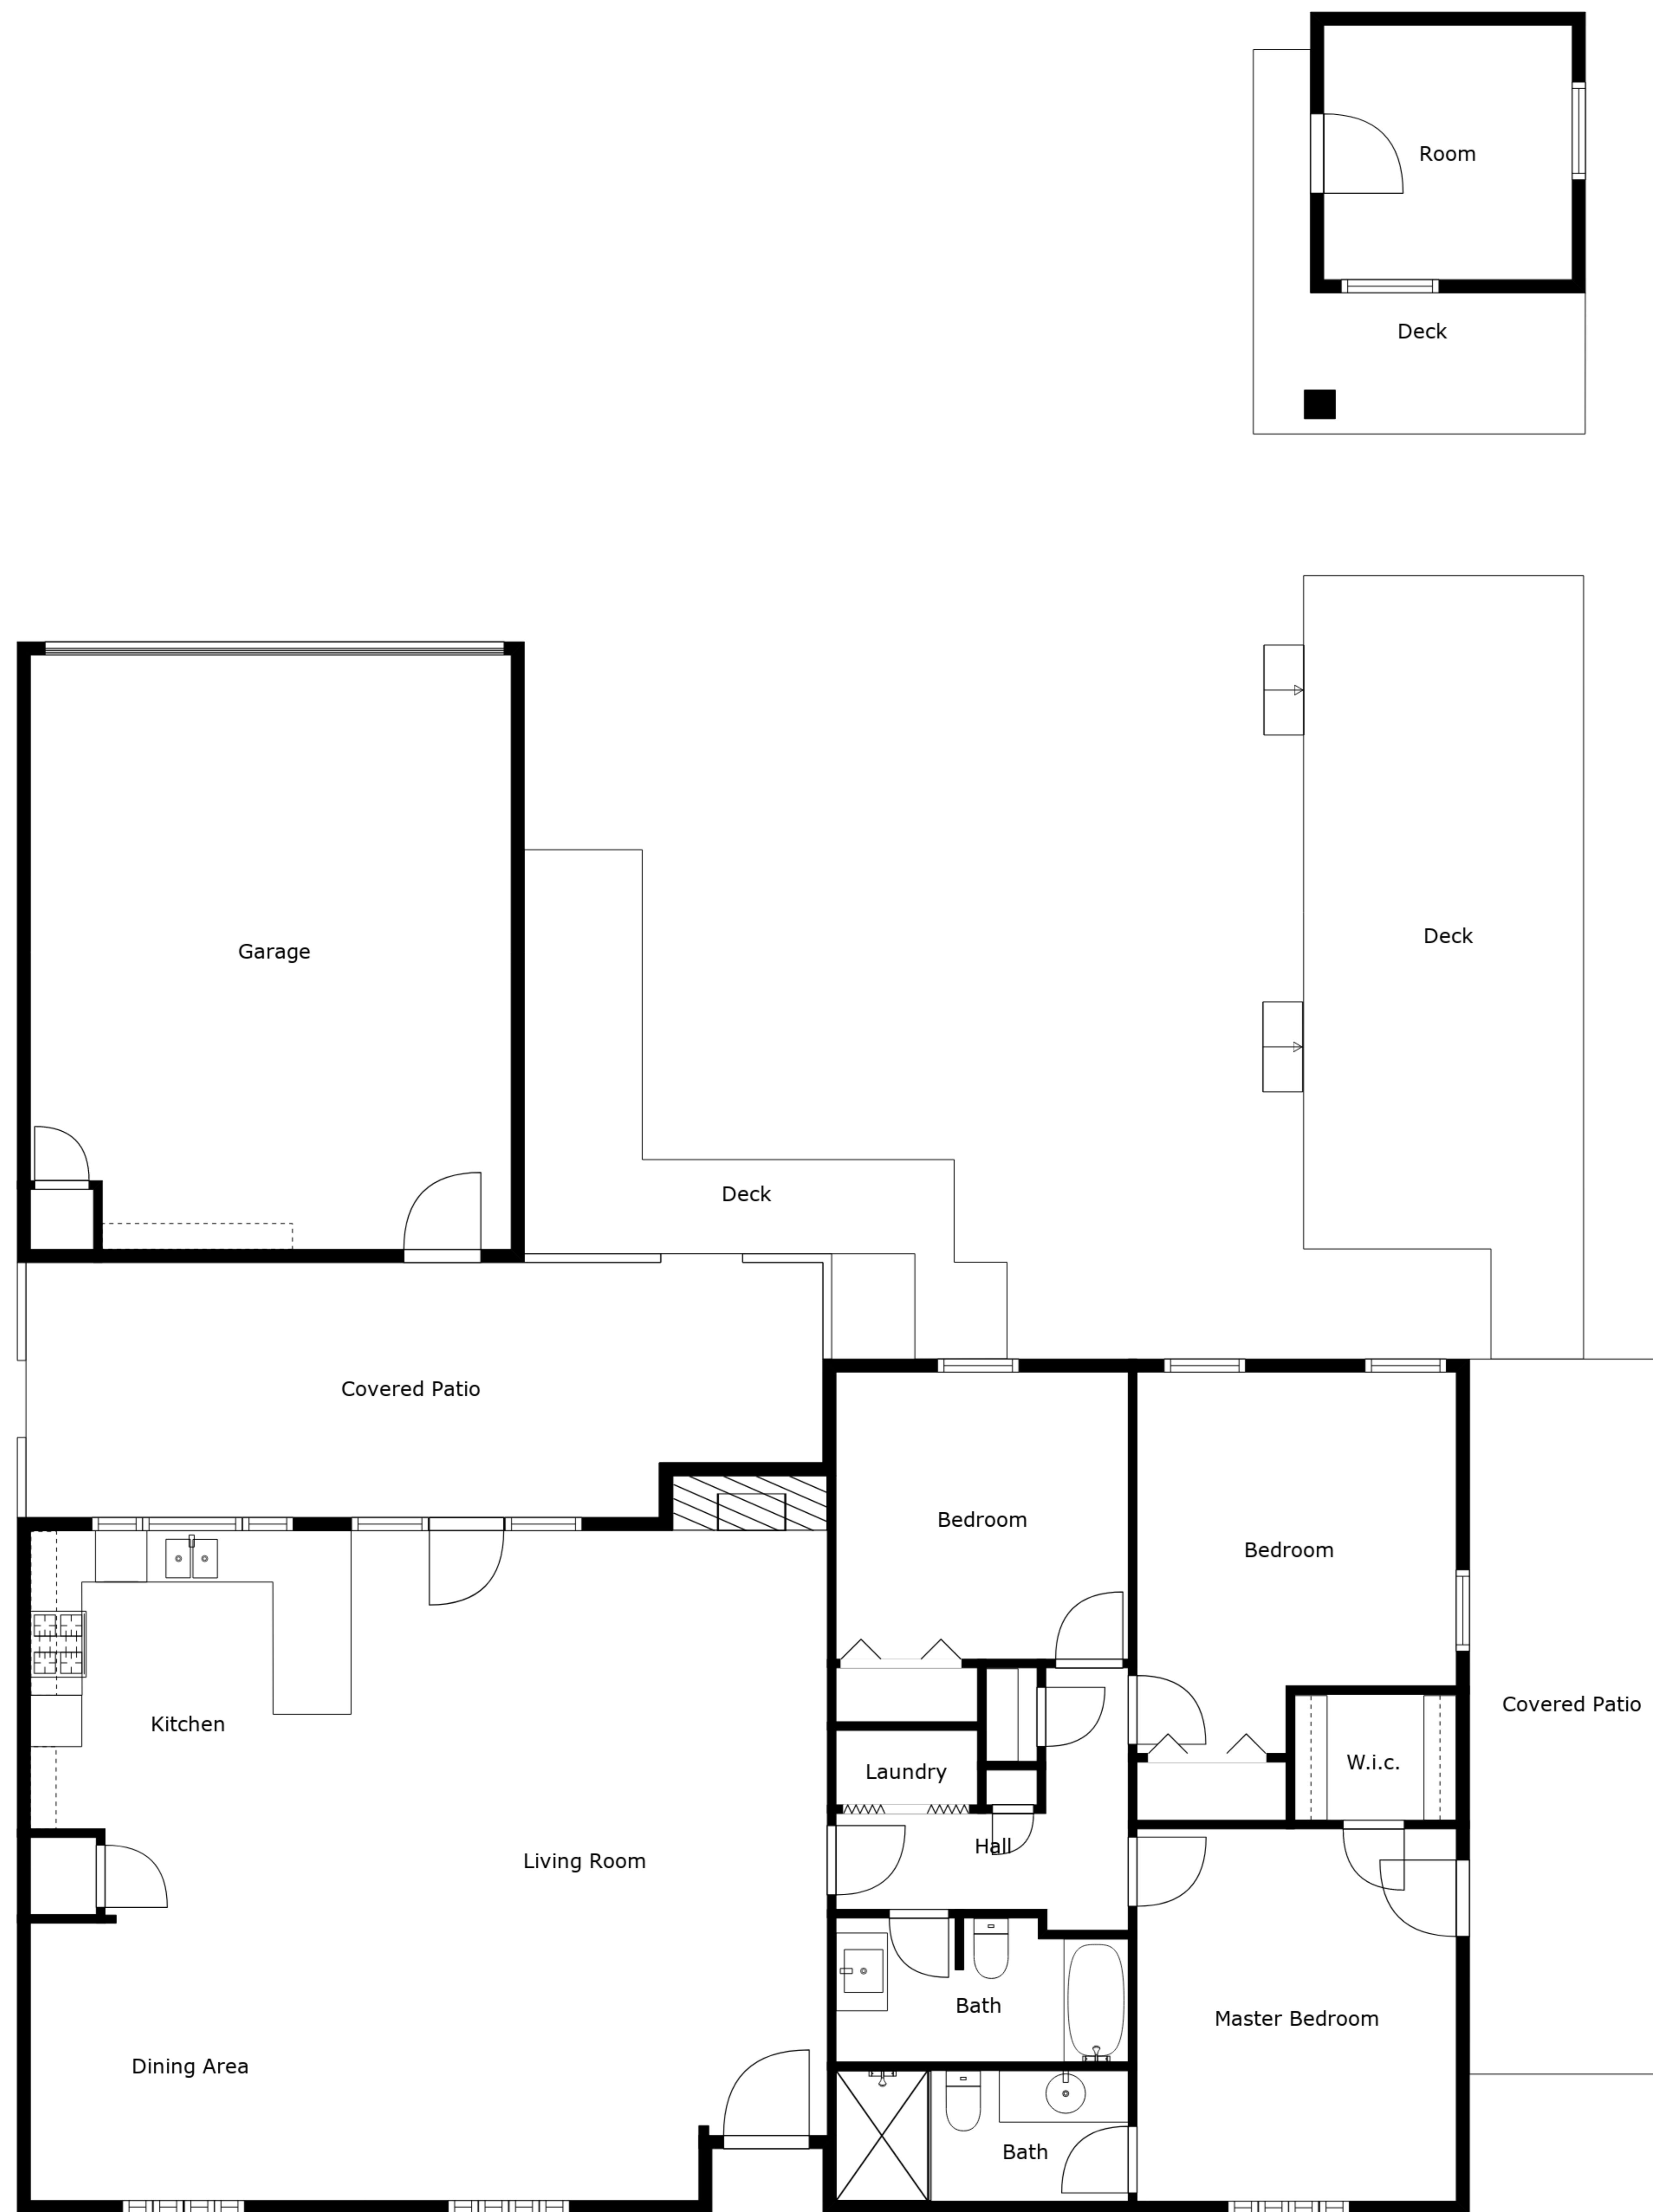 Room
Deck
Deck
Garage
Deck
Covered Patio
Bedroom
Bedroom
Covered Patio
Kitchen
W.i.c.
Laundry
Hall
Living Room
Bath
Master Bedroom
Dining Area
Bath